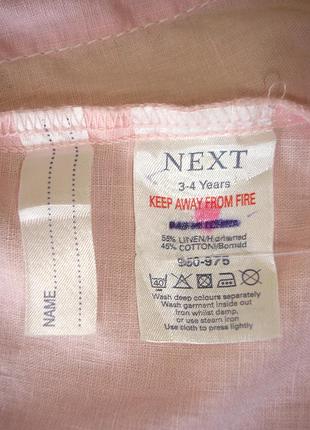 NEXT
3-4 Years
KEEP AWAY FROM FIRE
55% LINEN/
45% COTTON/
950-975
40
Wash deep colours separately
Wash garment inside out
Iron whilst damp,
or use steam iron
Use cloth to press lightly
NAME